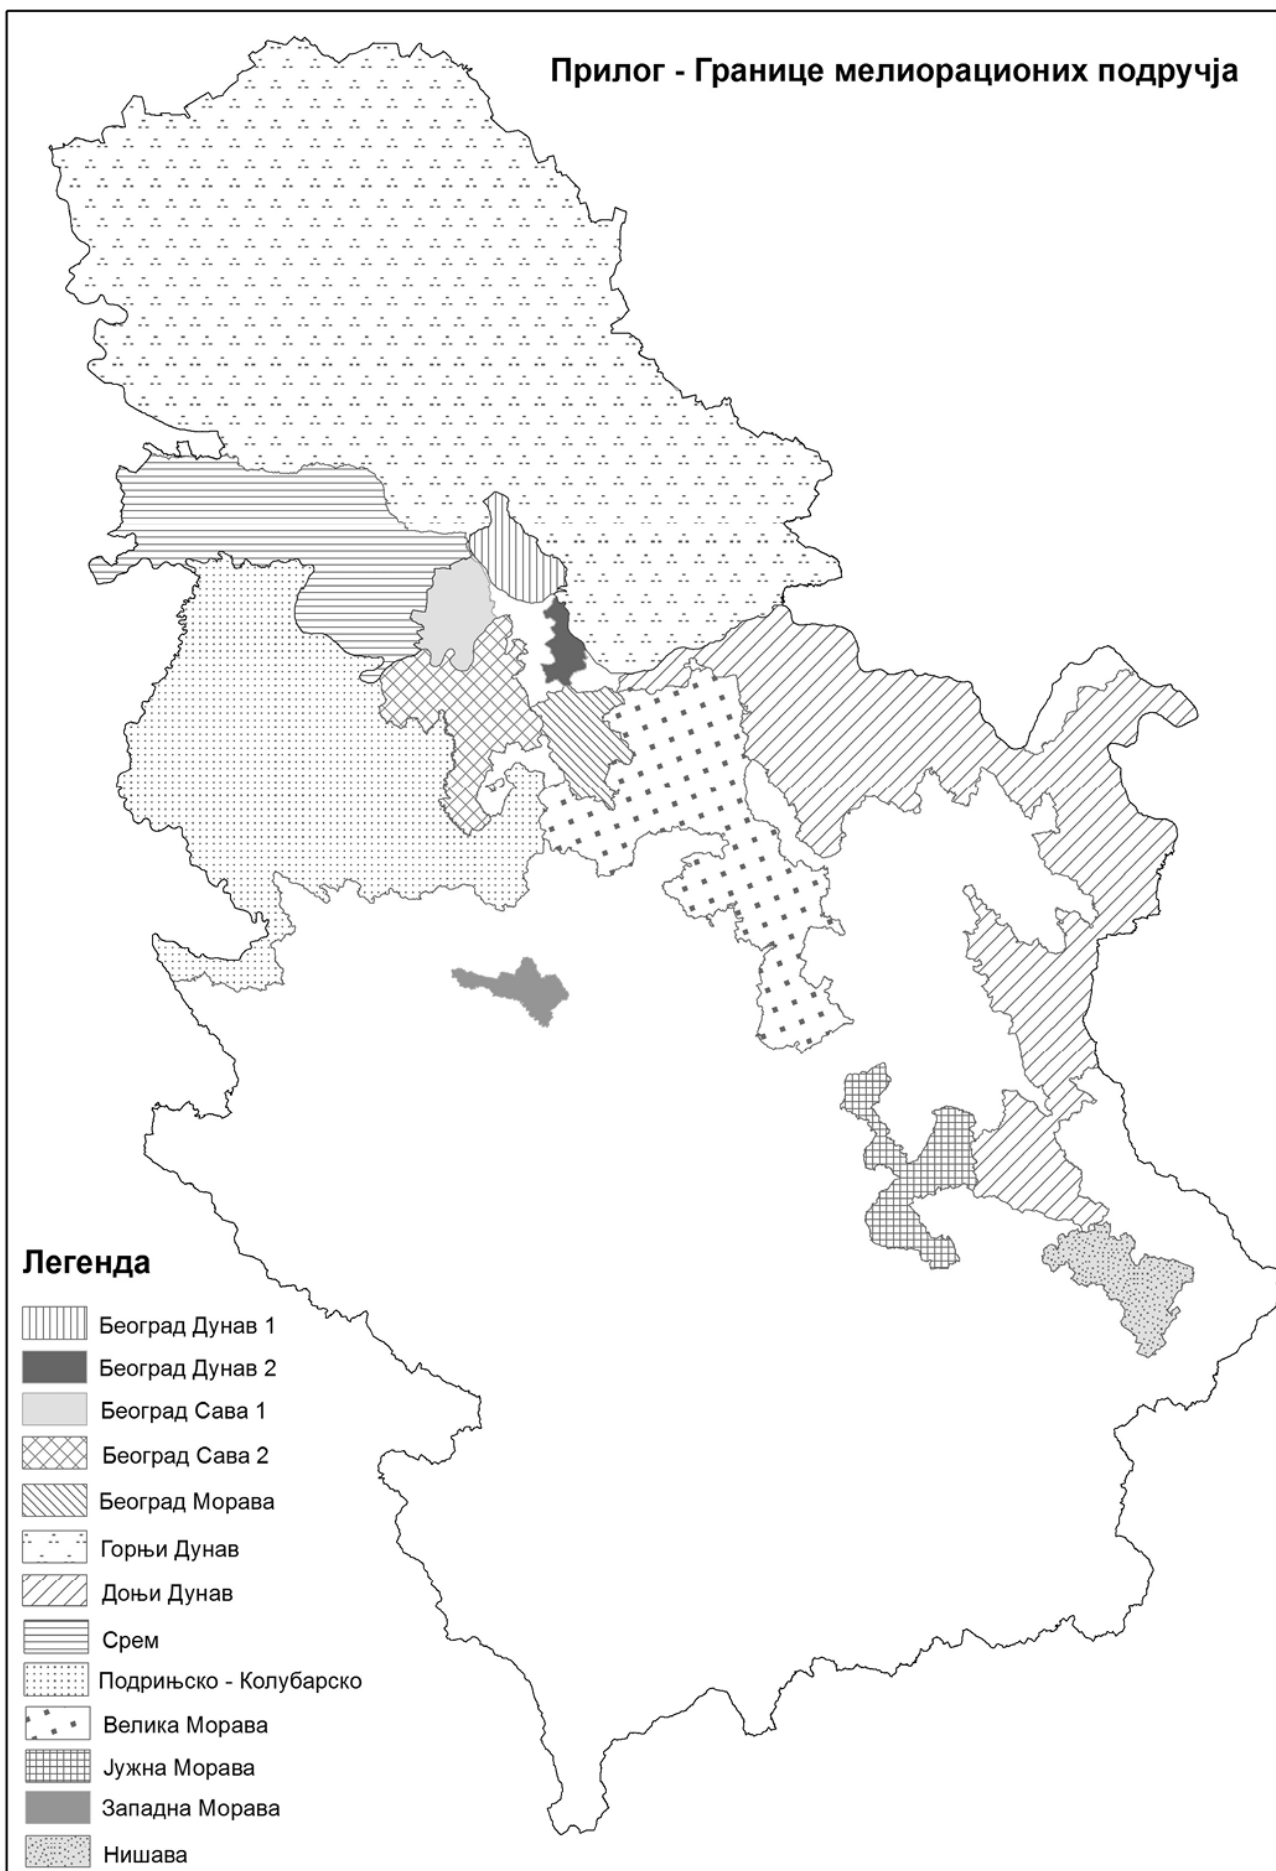 Прилог - Границе мелиорационих подручја
Легенда
Београд Дунав 1
Београд Дунав 2
Београд Сава 1
Београд Сава 2
Београд Морава
Горњи Дунав
Доњи Дунав
Срем
Подрињско - Колубарско
Велика Морава
Јужна Морава
Западна Морава
Нишава